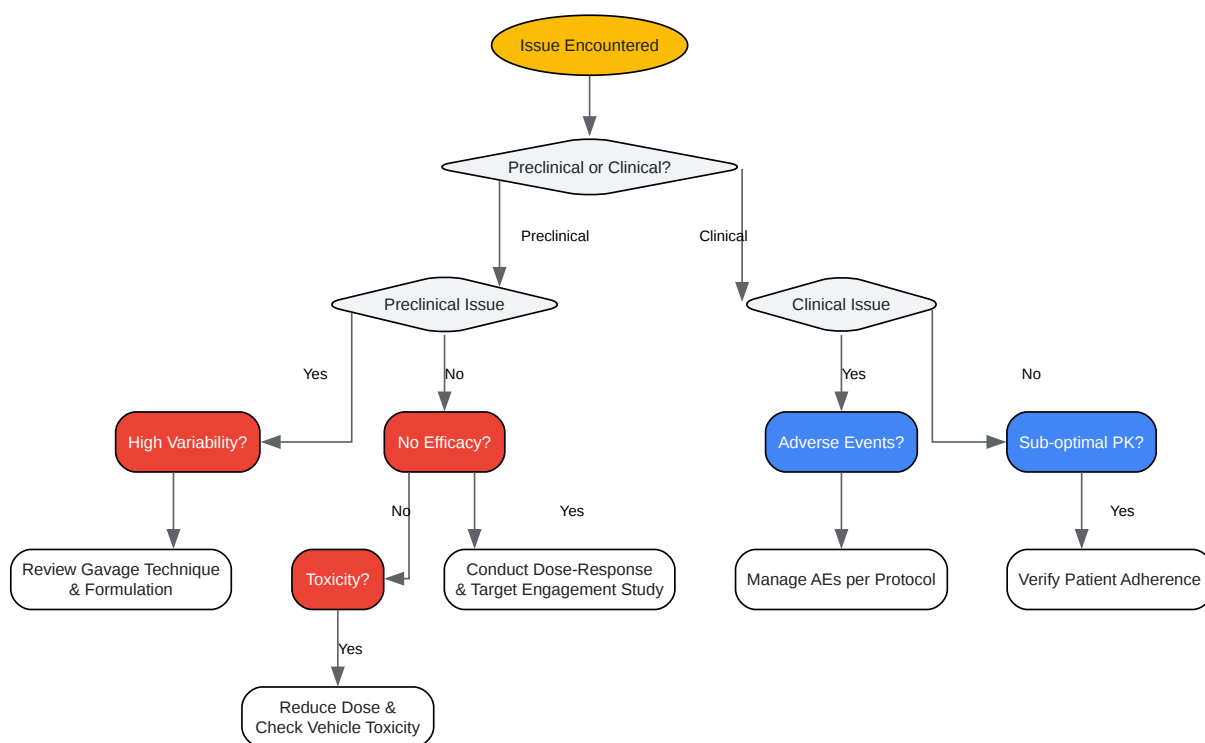 Issue Encountered
Preclinical or Clinical?
Preclinical
Clinical
Preclinical Issue
Clinical Issue
Yes
No
Yes
No
High Variability?
No Efficacy?
Adverse Events?
Sub-optimal PK?
No
Yes
Yes
Review Gavage Technique
& Formulation
Toxicity?
Conduct Dose-Response
& Target Engagement Study
Manage AEs per Protocol
Verify Patient Adherence
Yes
Reduce Dose &
Check Vehicle Toxicity